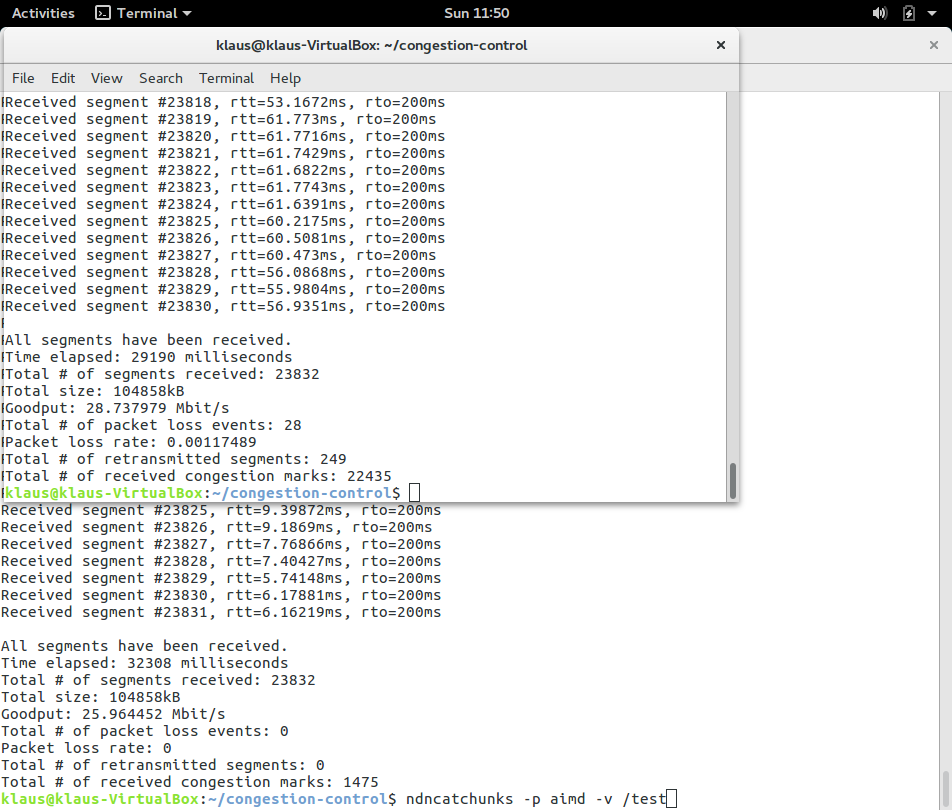 Activities Terminal Sun 11:50
klaus@klaus-VirtualBox: ~/congestion-control
File Edit View Search Terminal Help
Received segment #23818, rtt=53.1672ms, rto=200ms
Received segment #23819, rtt=61.773ms, rto=200ms
Received segment #23820, rtt=61.7716ms, rto=200ms
Received segment #23821, rtt=61.7429ms, rto=200ms
Received segment #23822, rtt=61.6822ms, rto=200ms
Received segment #23823, rtt=61.7743ms, rto=200ms
Received segment #23824, rtt=61.6391ms, rto=200ms
Received segment #23825, rtt=60.2175ms, rto=200ms
Received segment #23826, rtt=60.5081ms, rto=200ms
Received segment #23827, rtt=60.473ms, rto=200ms
Received segment #23828, rtt=56.0868ms, rto=200ms
Received segment #23829, rtt=55.9804ms, rto=200ms
Received segment #23830, rtt=56.9351ms, rto=200ms
All segments have been received.
Time elapsed: 29190 milliseconds
Total # of segments received: 23832
Total size: 104858kB
Goodput: 28.737979 Mbit/s
Total # of packet loss events: 28
Packet loss rate: 0.00117489
Total # of retransmitted segments: 249
Total # of received congestion marks: 22435
klaus@klaus-VirtualBox:~/congestion-control$
Received segment #23825, rtt=9.39872ms, rto=200ms
Received segment #23826, rtt=9.1869ms, rto=200ms
Received segment #23827, rtt=7.76866ms, rto=200ms
Received segment #23828, rtt=7.40427ms, rto=200ms
Received segment #23829, rtt=5.74148ms, rto=200ms
Received segment #23830, rtt=6.17881ms, rto=200ms
Received segment #23831, rtt=6.16219ms, rto=200ms
All segments have been received.
Time elapsed: 32308 milliseconds
Total # of segments received: 23832
Total size: 104858kB
Goodput: 25.964452 Mbit/s
Total # of packet loss events: 0
Packet loss rate: 0
Total # of retransmitted segments: 0
Total # of received congestion marks: 1475
klaus@klaus-VirtualBox:~/congestion-control$ ndncatchunks -p aimd -v /test